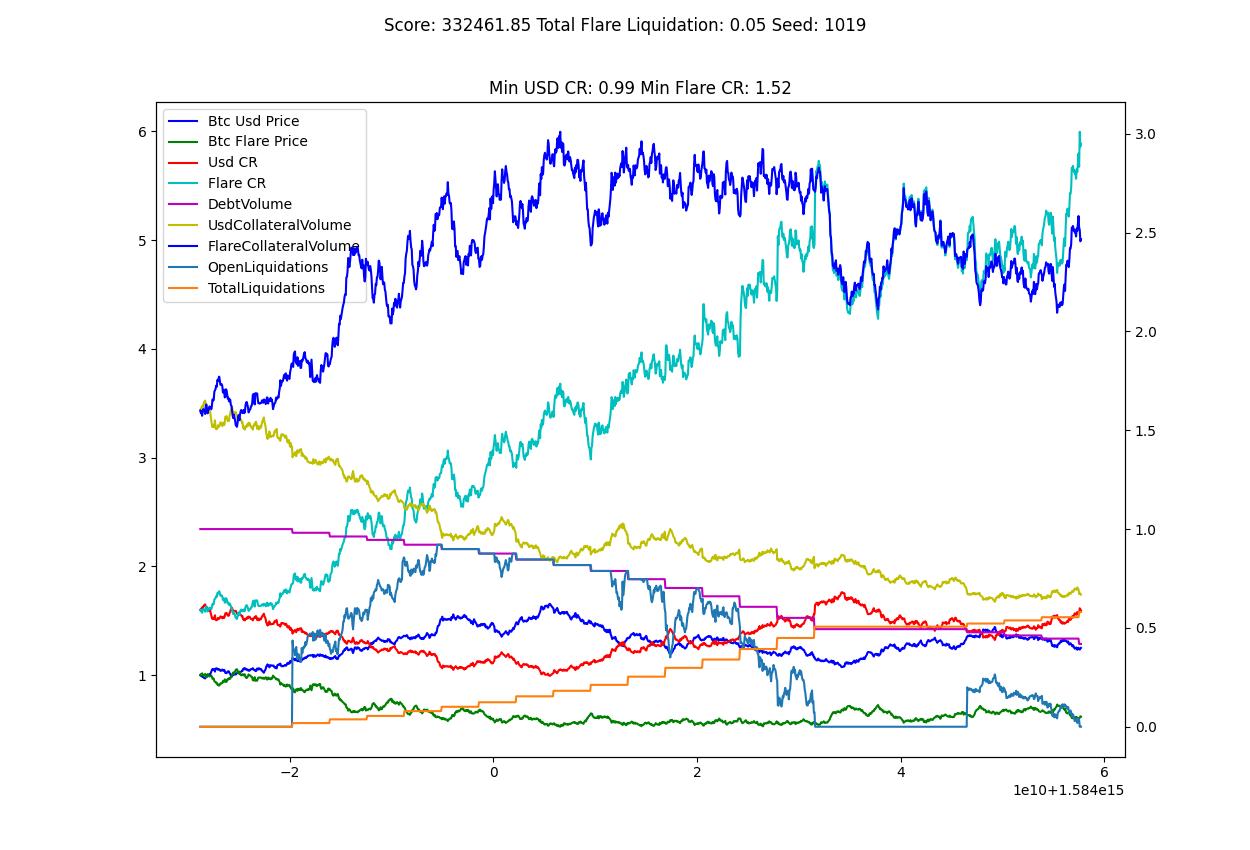 Score: 332461.85 Total Flare Liquidation: 0.05 Seed: 1019
Min USD CR: 0.99 Min Flare CR: 1.52
Btc Usd Price
Btc Flare Price
Usd CR
Flare CR
DebtVolume
UsdCollateralVolume
FlareCollateralVolume
OpenLiquidations
TotalLiquidations
6
5
4
3
2
1
3.0
2.5
2.0
1.5
1.0
0.5
0.0
−2
0
2
4
6
1e10+1.584e15